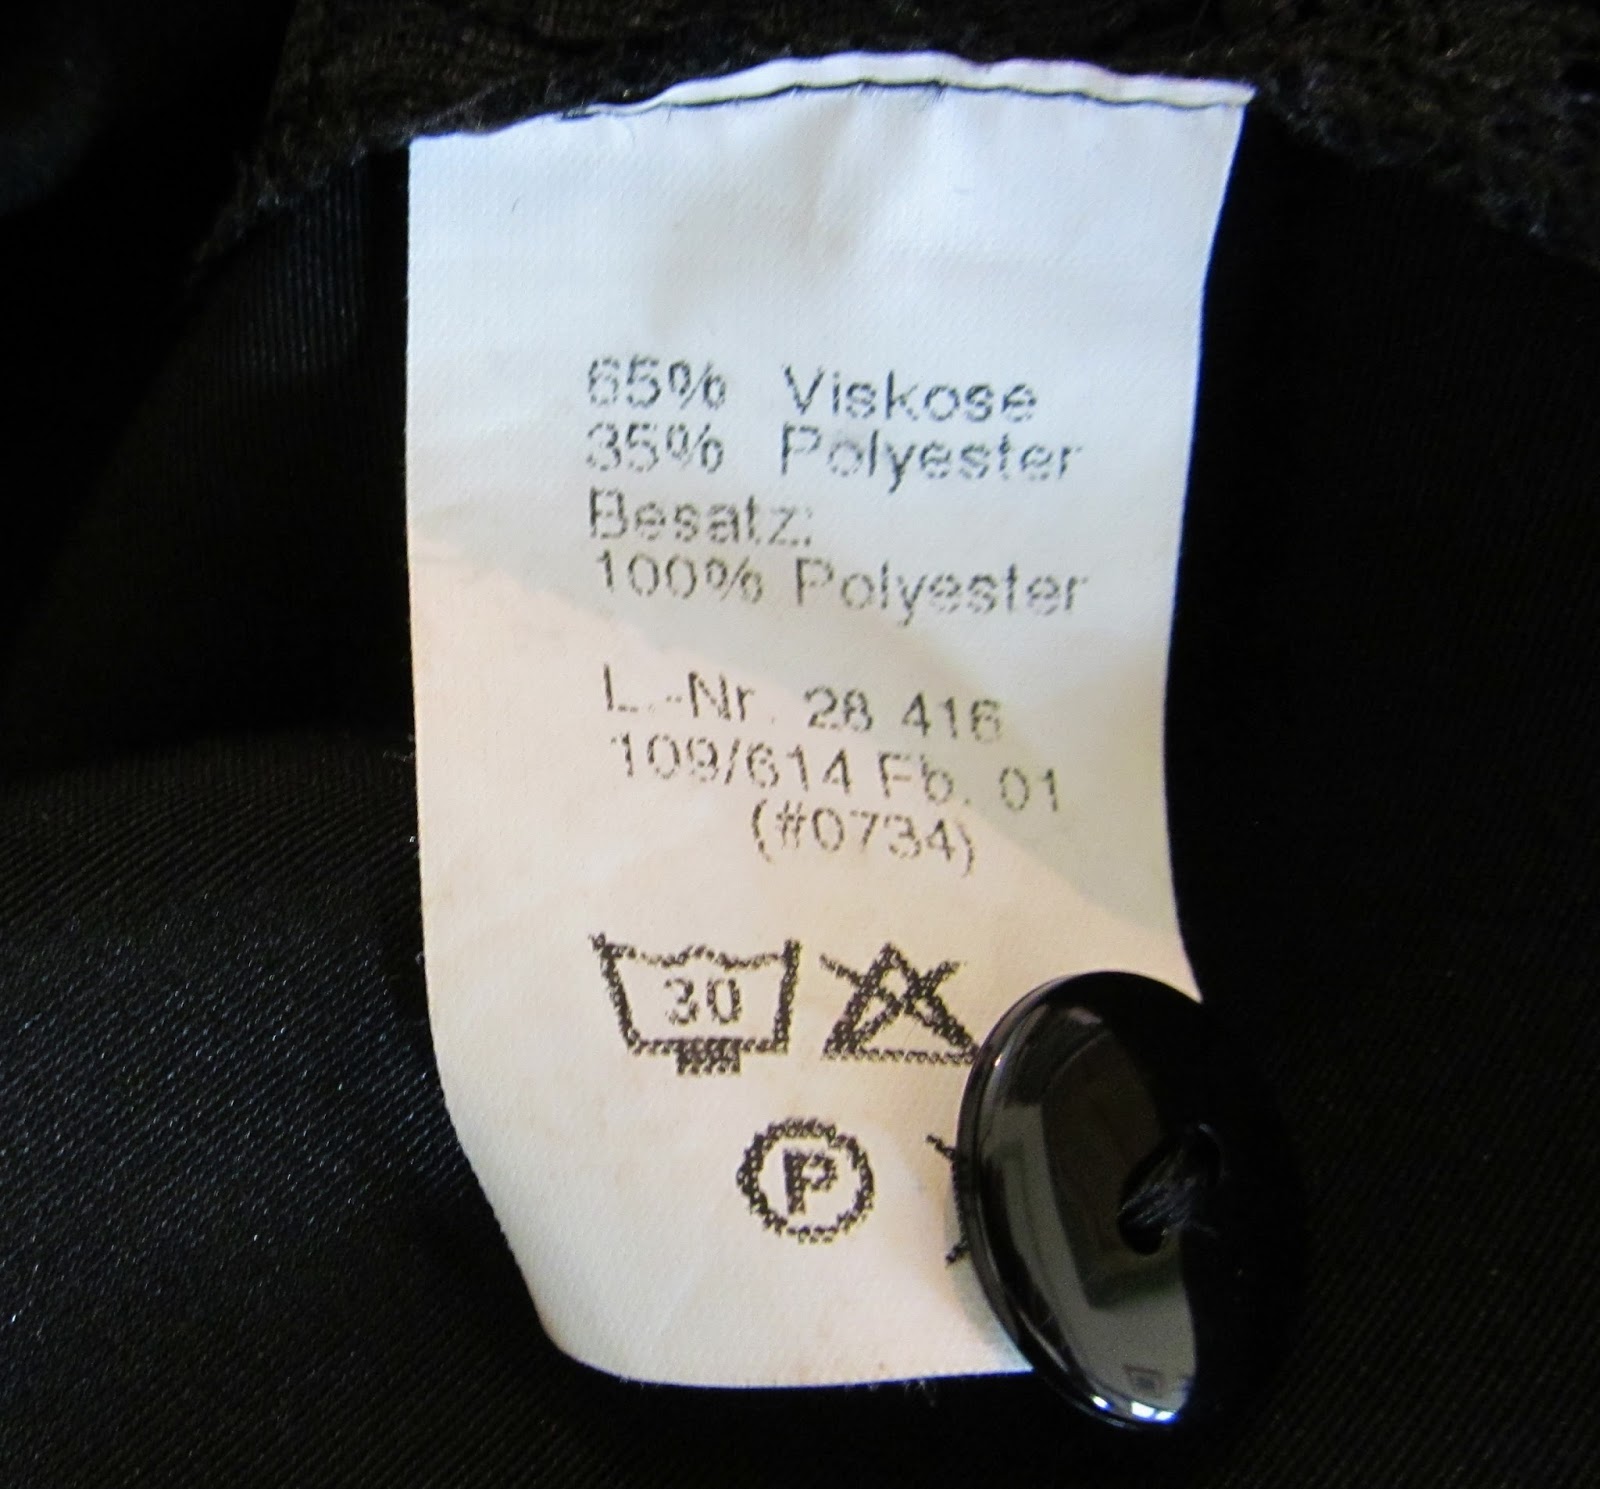 65% Viskose
35% Polyester
Besatz:
100% Polyester
L.-Nr. 28 416
109/614 Fb. 01
(#0734)
30
P